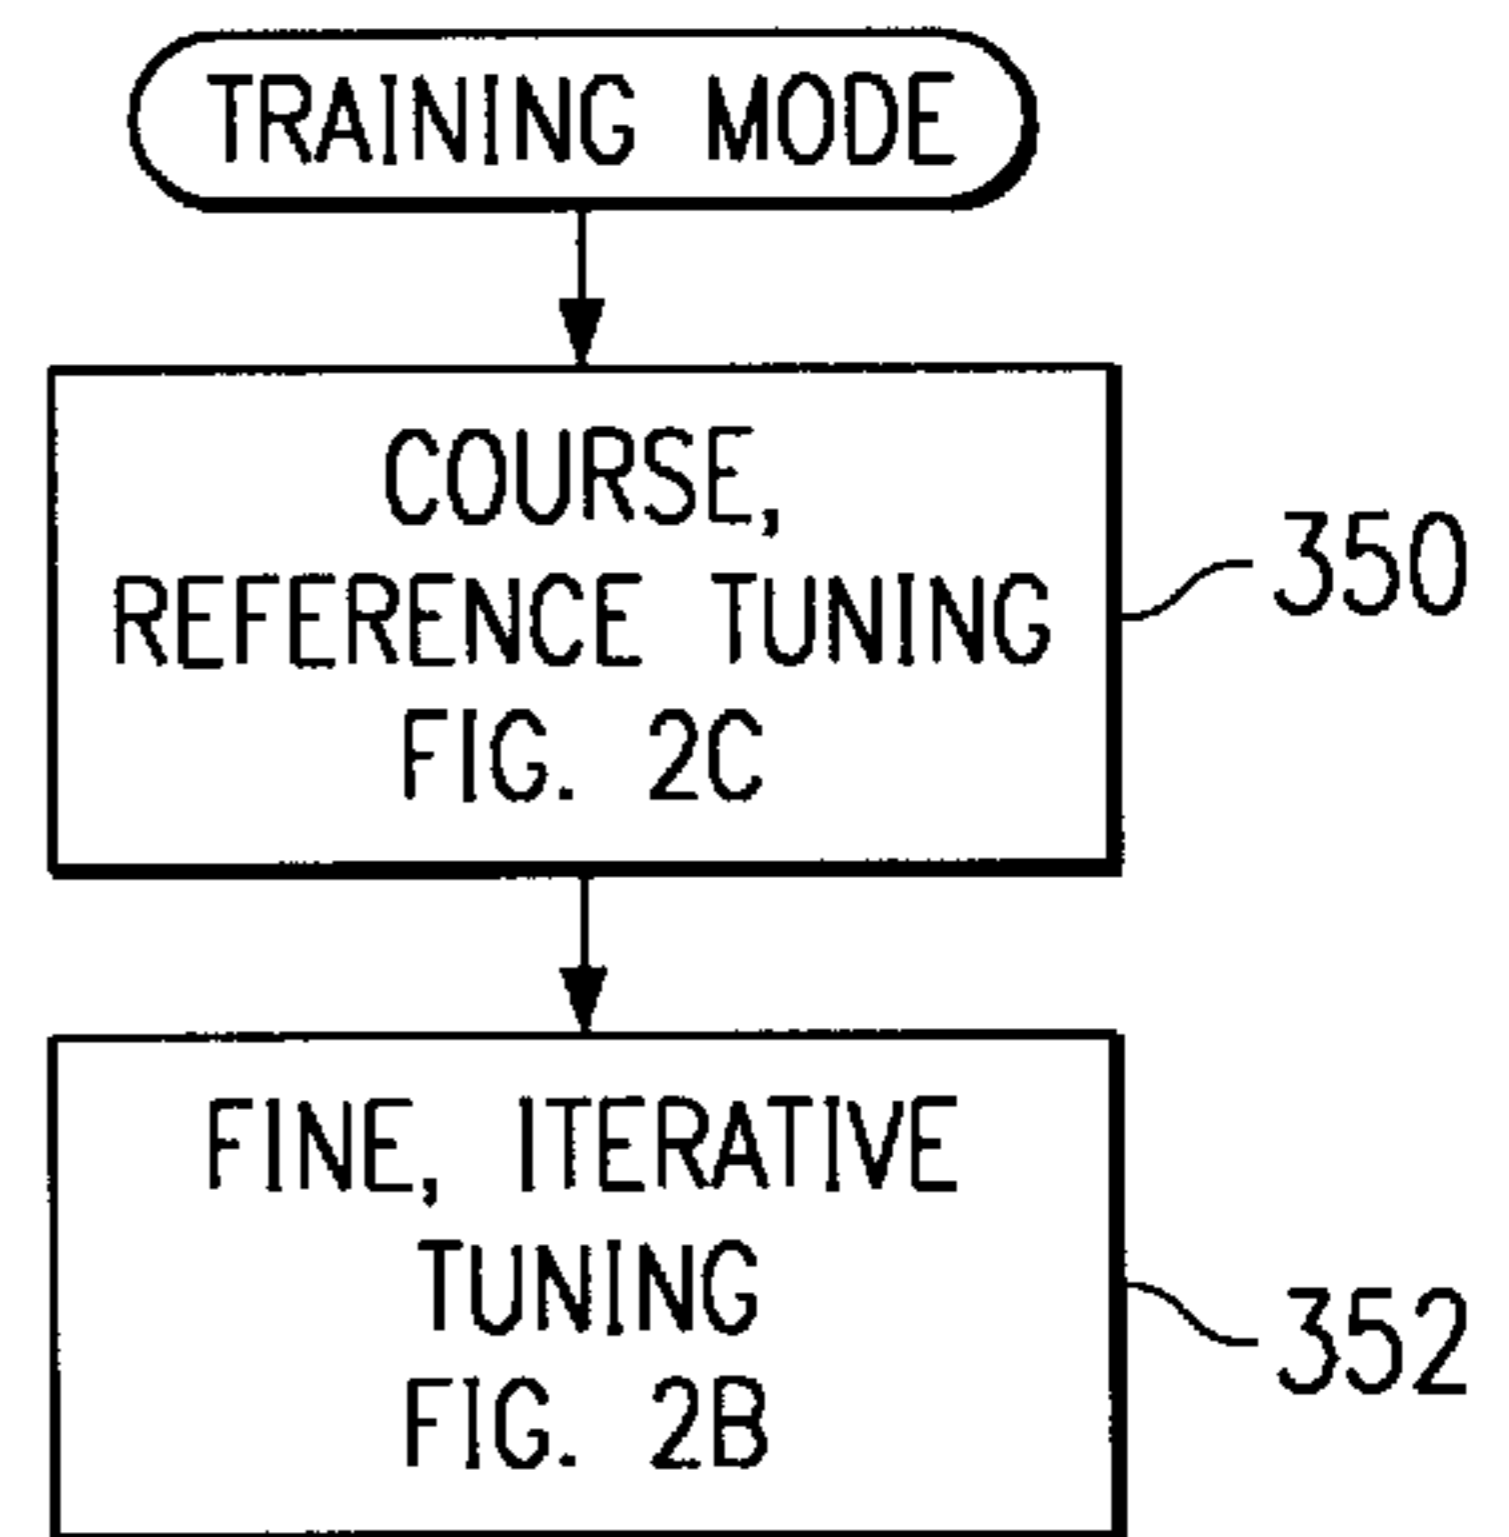 TRAINING MODE
COURSE,
REFERENCE TUNING
FIG. 2C
350
FINE, ITERATIVE
TUNING
FIG. 2B
352